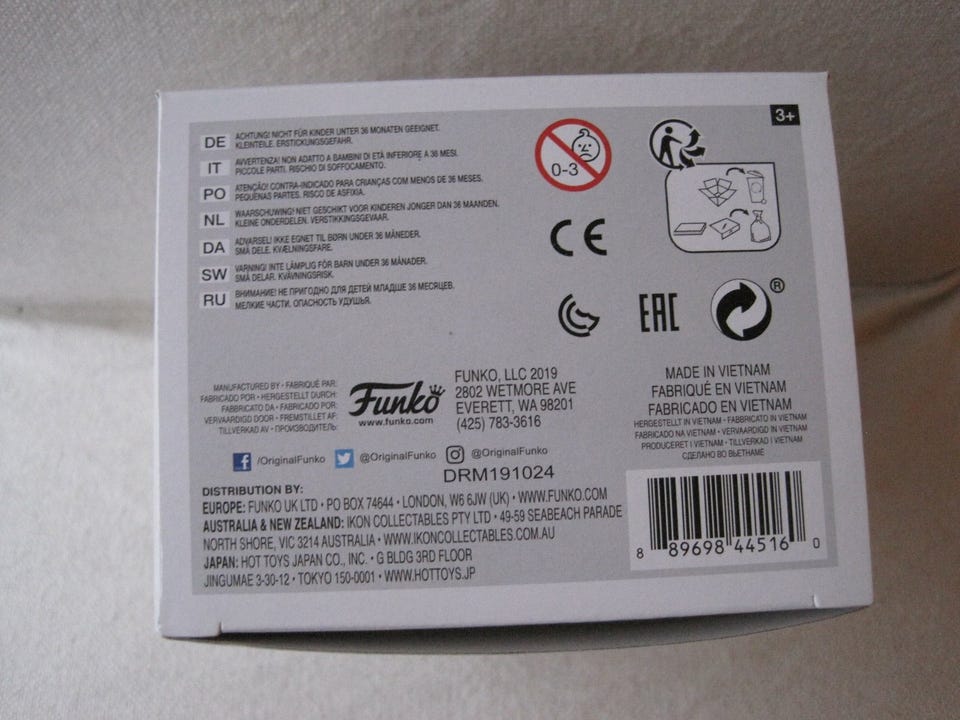 3+
DE ACHTUNG! NICHT FÜR KINDER UNTER 36 MONATEN GEEIGNET.
KLEINTEILE. ERSTICKUNGSGEFAHR.
IT AVVERTENZA! NON ADATTO A BAMBINI DI ETÀ INFERIORE A 36 MESI.
PICCOLE PARTI. RISCHIO DI SOFFOCAMENTO.
PO ATENÇÃO! CONTRA-INDICADO PARA CRIANÇAS COM MENOS DE 36 MESES.
PEQUENAS PARTES. RISCO DE ASFIXIA.
NL WAARSCHUWING! NIET GESCHIKT VOOR KINDEREN JONGER DAN 36 MAANDEN.
KLEINE ONDERDELEN. VERSTIKKINGSGEVAAR.
DA ADVARSEL! IKKE EGNET TIL BØRN UNDER 36 MÅNEDER.
SMÅ DELE. KVÆLNINGSFARE.
SW VARNING! INTE LÄMPLIG FÖR BARN UNDER 36 MÅNADER.
SMÅ DELAR. KVÄVNINGSRISK.
RU ВНИМАНИЕ! НЕ ПРИГОДНО ДЛЯ ДЕТЕЙ МЛАДШЕ 36 МЕСЯЦЕВ.
МЕЛКИЕ ЧАСТИ. ОПАСНОСТЬ УДУШЬЯ.
0-3
CE
EAC
®
MANUFACTURED BY • FABRIQUÉ PAR:
FABRICADO POR • HERGESTELLT DURCH:
FABBRICATO DA • FABRICADO POR:
VERVAARDIGD DOOR • FREMSTILLET AF:
TILLVERKAD AV • ПРОИЗВОДИТЕЛЬ:
Funko
www.funko.com
FUNKO, LLC 2019
2802 WETMORE AVE
EVERETT, WA 98201
(425) 783-3616
MADE IN VIETNAM
FABRIQUÉ EN VIETNAM
FABRICADO EN VIETNAM
HERGESTELLT IN VIETNAM • FABBRICATO IN VIETNAM
FABRICADO NA VIETNAM • VERVAARDIGD IN VIETNAM
PRODUCERET I VIETNAM • TILLVERKAD I VIETNAM
СДЕЛАНО ВО ВЬЕТНАМЕ
/OriginalFunko @OriginalFunko @OriginalFunko
DRM191024
DISTRIBUTION BY:
EUROPE: FUNKO UK LTD • PO BOX 74644 • LONDON, W6 6JW (UK) • WWW.FUNKO.COM
AUSTRALIA & NEW ZEALAND: IKON COLLECTABLES PTY LTD • 49-59 SEABEACH PARADE
NORTH SHORE, VIC 3214 AUSTRALIA • WWW.IKONCOLLECTABLES.COM.AU
JAPAN: HOT TOYS JAPAN CO., INC. • G BLDG 3RD FLOOR
JINGUMAE 3-30-12 • TOKYO 150-0001 • WWW.HOTTOYS.JP
8 89698 44516 0